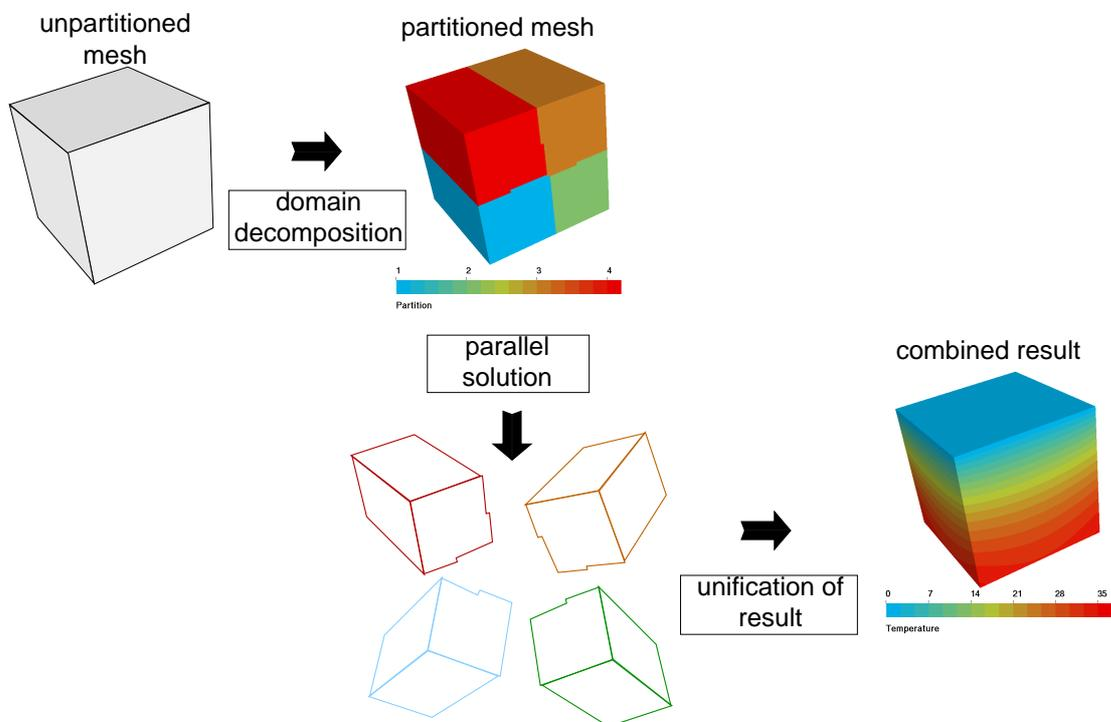 unpartitioned
mesh
partitioned mesh
domain
decomposition
1 2 3 4
Partition
parallel
solution
combined result
unification of
result
0 7 14 21 28 35
Temperature